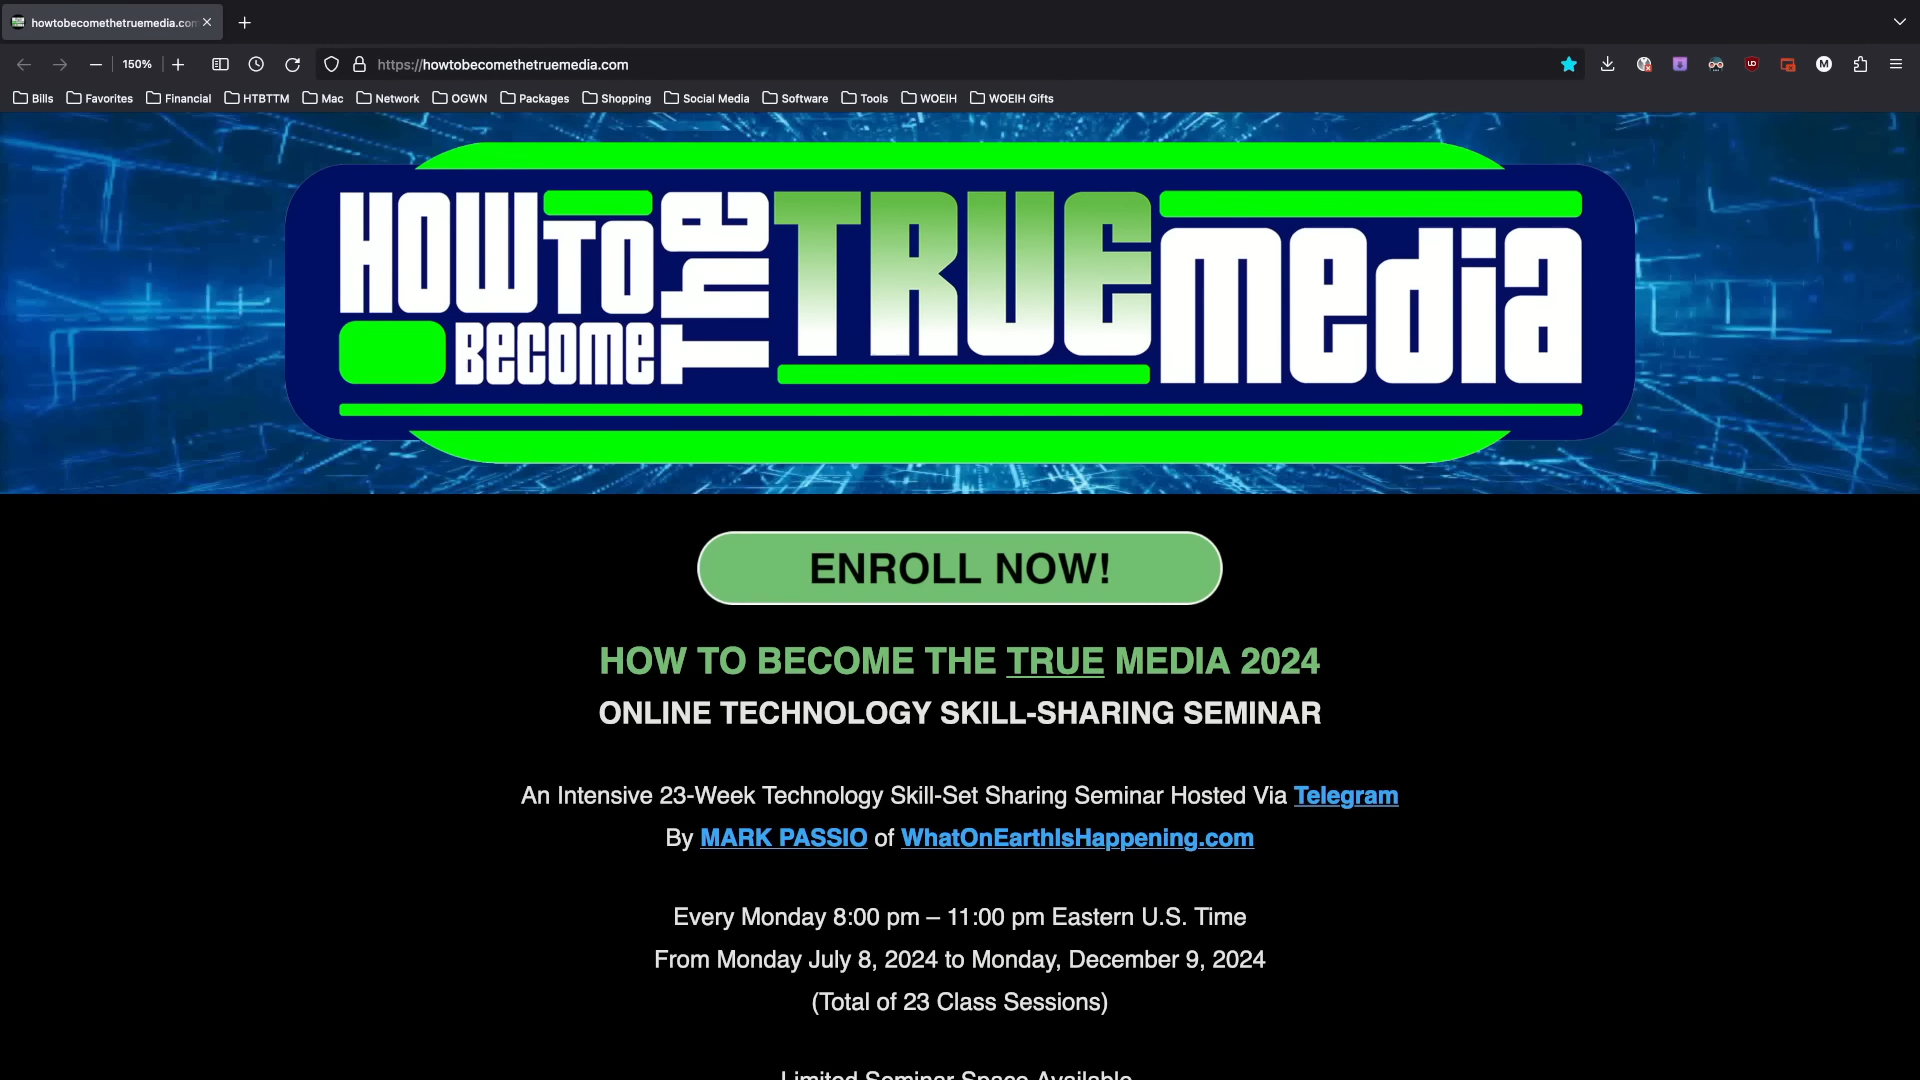 howtobecomethetruemedia.com
150%
https://howtobecomethetruemedia.com
Bills Favorites Financial HTBTTM Mac Network OGWN Packages Shopping Social Media Software Tools WOEIH WOEIH Gifts
HOW TO BECOME The TRUE media
ENROLL NOW!
HOW TO BECOME THE TRUE MEDIA 2024
ONLINE TECHNOLOGY SKILL-SHARING SEMINAR
An Intensive 23-Week Technology Skill-Set Sharing Seminar Hosted Via Telegram
By MARK PASSIO of WhatOnEarthIsHappening.com
Every Monday 8:00 pm – 11:00 pm Eastern U.S. Time
From Monday July 8, 2024 to Monday, December 9, 2024
(Total of 23 Class Sessions)
Limited Seminar Space Available